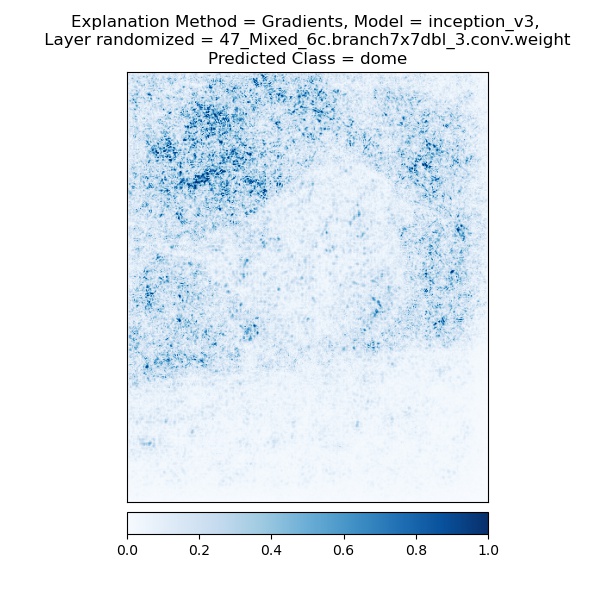 Explanation Method = Gradients, Model = inception_v3,
Layer randomized = 47_Mixed_6c.branch7x7dbl_3.conv.weight
Predicted Class = dome
0.0 0.2 0.4 0.6 0.8 1.0